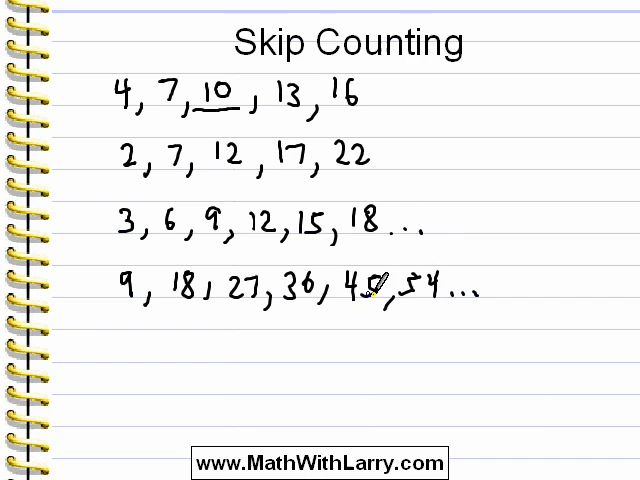 Skip Counting
4, 7, 10, 13, 16
2, 7, 12, 17, 22
3, 6, 9, 12, 15, 18...
9, 18, 27, 36, 45, 54...
www.MathWithLarry.com